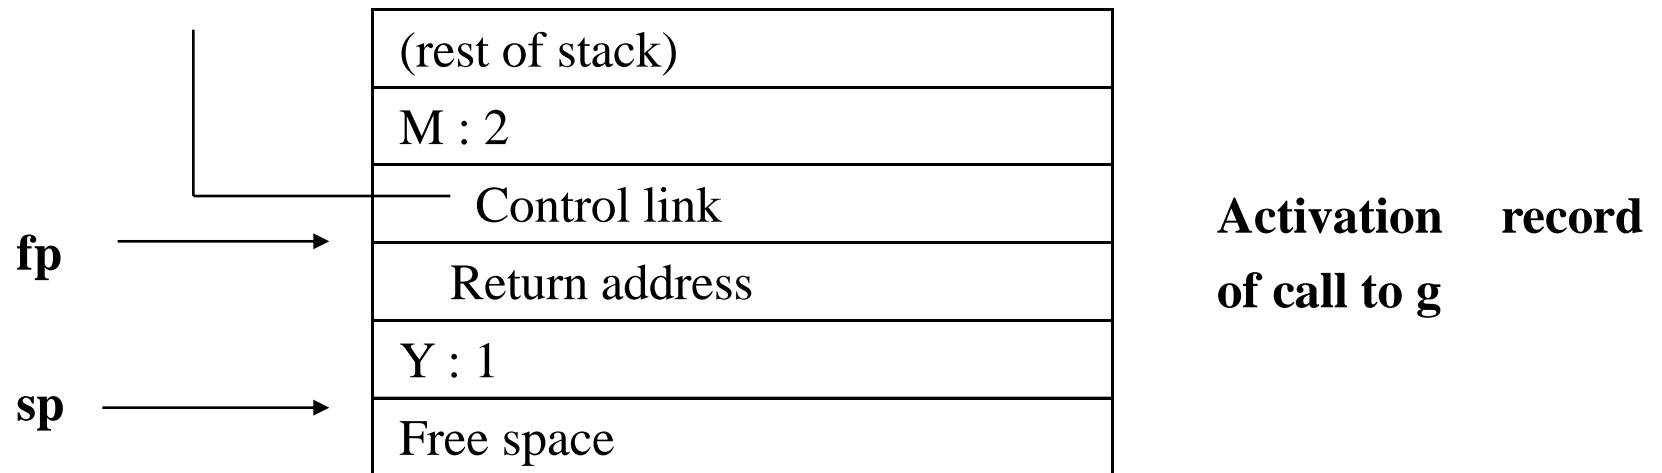 (rest of stack)
M : 2
Control link
fp
Return address
Y : 1
sp
Free space
Activation record
of call to g